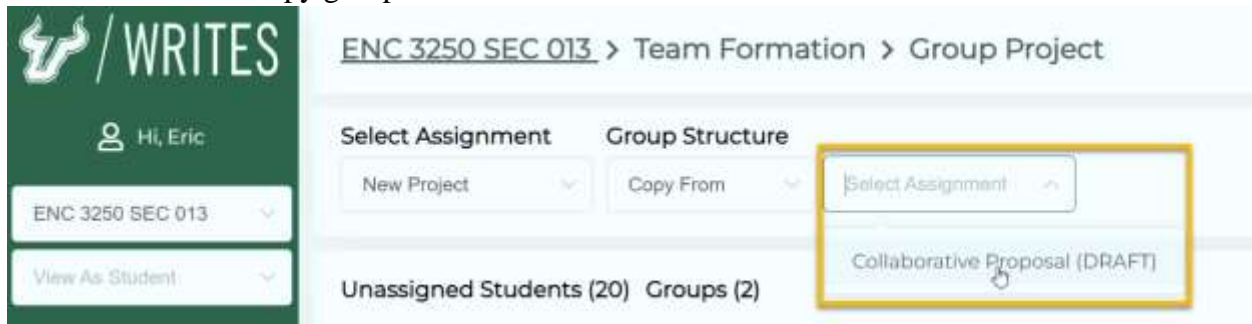 / WRITES
Hi, Eric
ENC 3250 SEC 013
View As Student
ENC 3250 SEC 013 > Team Formation > Group Project
Select Assignment Group Structure
New Project Copy From Select Assignment
Collaborative Proposal (DRAFT)
Unassigned Students (20) Groups (2)